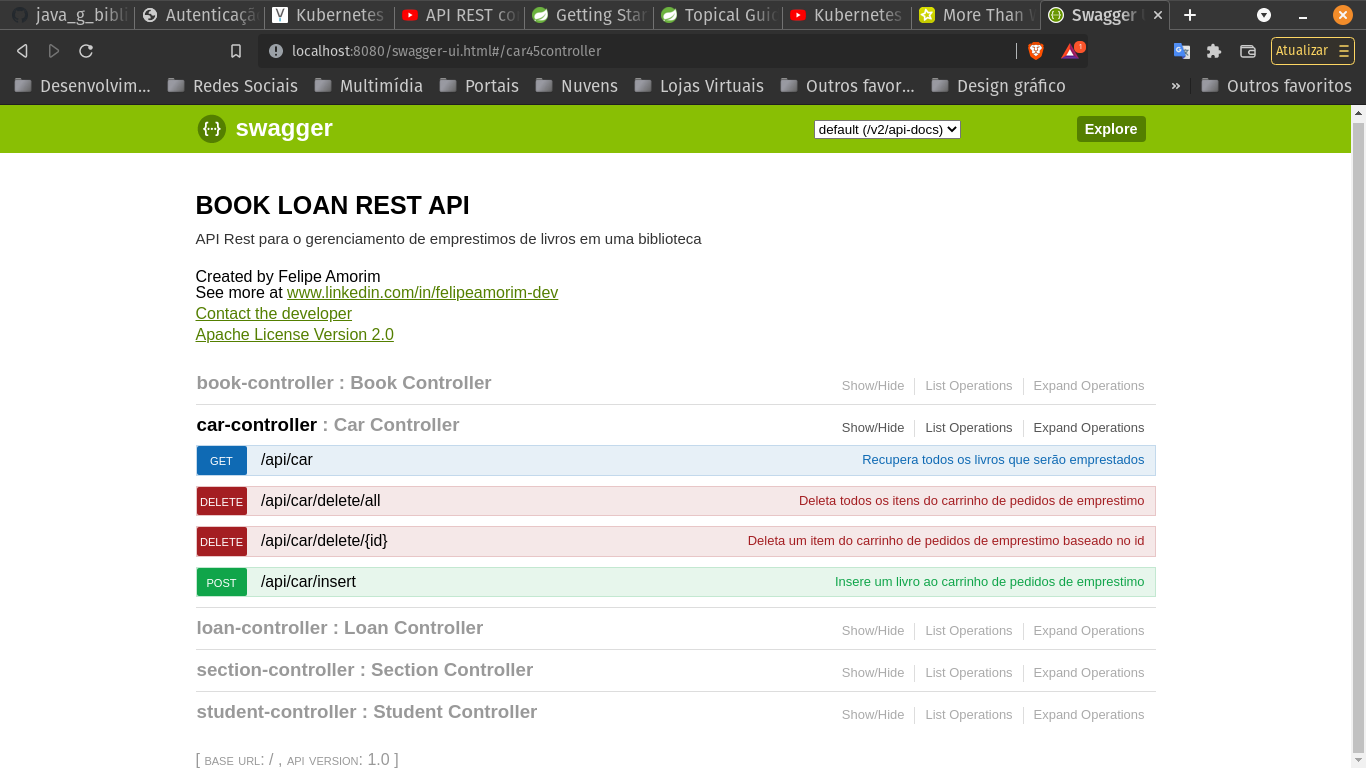 java_g_bibli
Autenticaçã
Kubernetes
API REST co
Getting Star
Topical Guid
Kubernetes
More Than W
Swagger
localhost:8080/swagger-ui.html#/car45controller
1
Atualizar
Desenvolvim...
Redes Sociais
Multimídia
Portais
Nuvens
Lojas Virtuais
Outros favor...
Design gráfico
»
Outros favoritos
{··} swagger
default (/v2/api-docs)
Explore
BOOK LOAN REST API
API Rest para o gerenciamento de emprestimos de livros em uma biblioteca
Created by Felipe Amorim
See more at www.linkedin.com/in/felipeamorim-dev
Contact the developer
Apache License Version 2.0
book-controller : Book Controller
Show/Hide
List Operations
Expand Operations
car-controller : Car Controller
Show/Hide
List Operations
Expand Operations
GET /api/car Recupera todos os livros que serão emprestados
DELETE /api/car/delete/all Deleta todos os itens do carrinho de pedidos de emprestimo
DELETE /api/car/delete/{id} Deleta um item do carrinho de pedidos de emprestimo baseado no id
POST /api/car/insert Insere um livro ao carrinho de pedidos de emprestimo
loan-controller : Loan Controller
Show/Hide
List Operations
Expand Operations
section-controller : Section Controller
Show/Hide
List Operations
Expand Operations
student-controller : Student Controller
Show/Hide
List Operations
Expand Operations
[ BASE URL: / , API VERSION: 1.0 ]